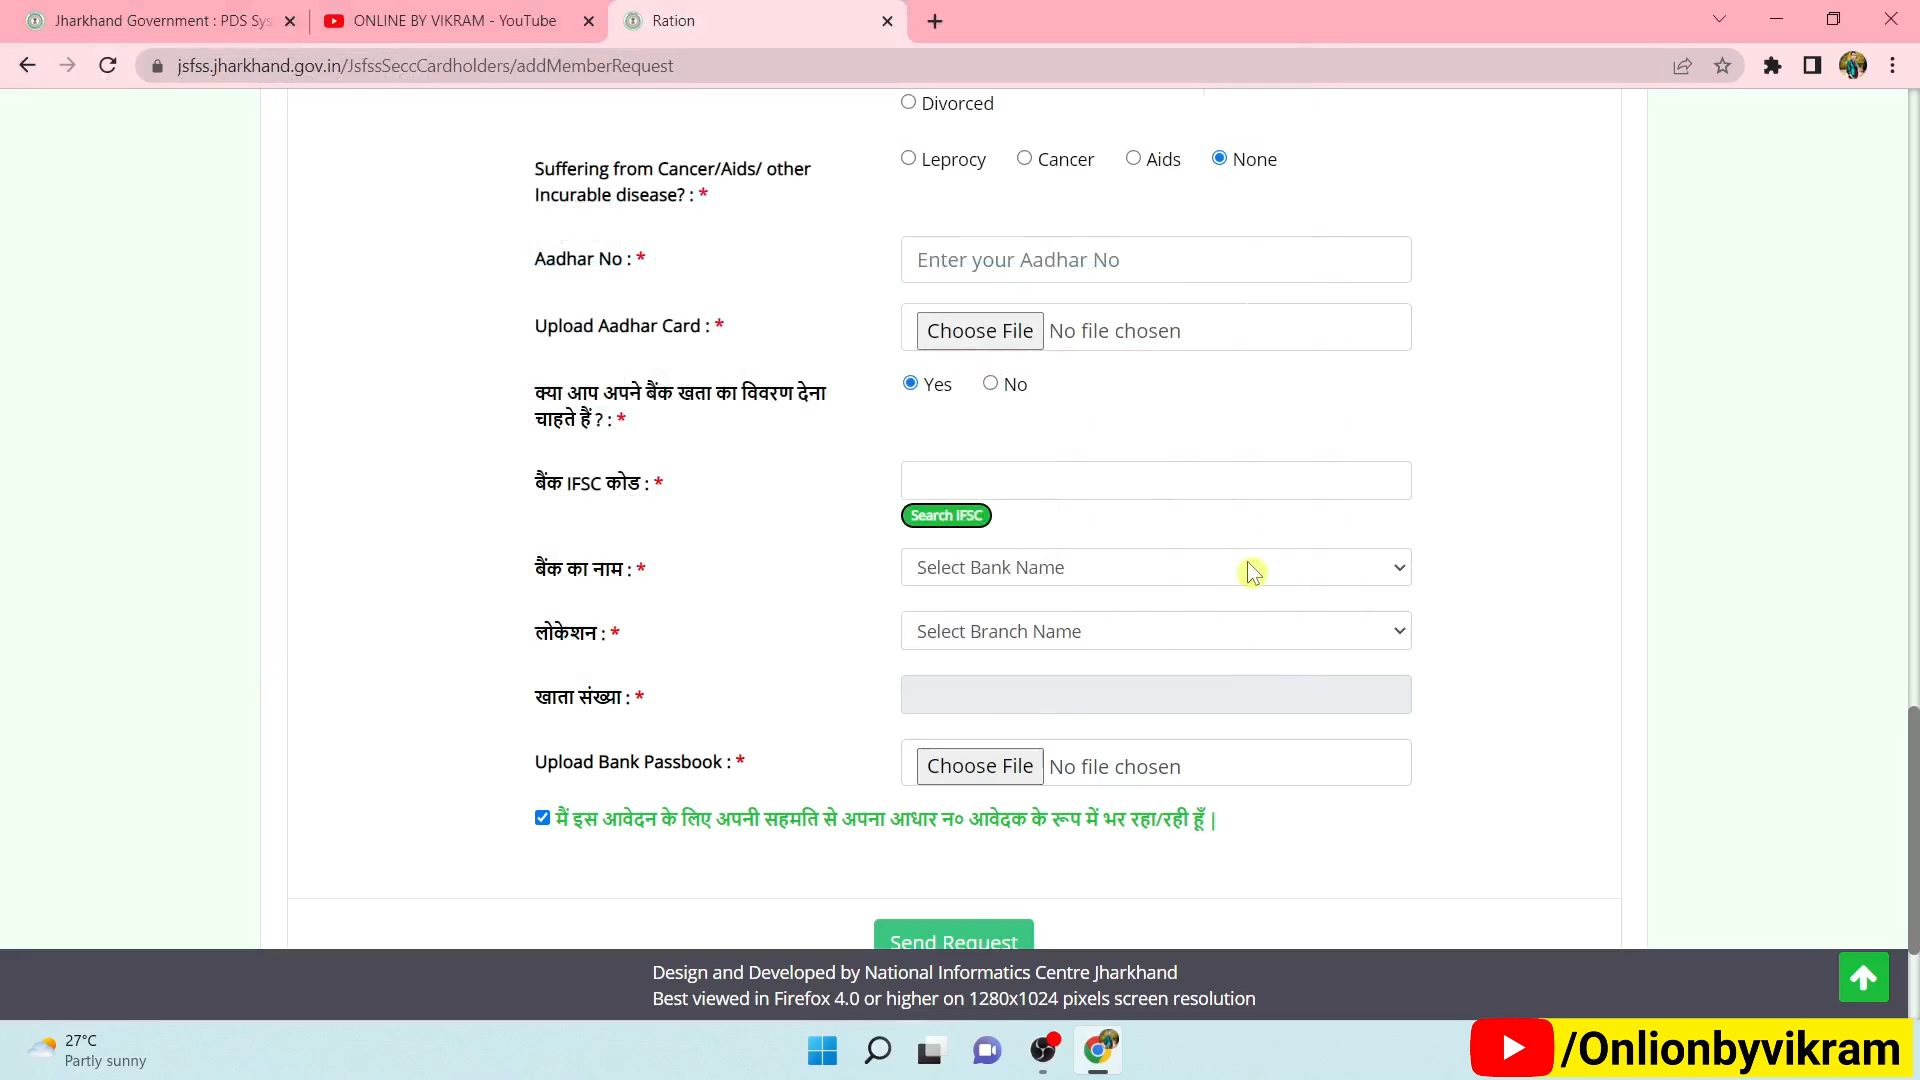 Jharkhand Government : PDS Sys
ONLINE BY VIKRAM - YouTube
Ration
jsfss.jharkhand.gov.in/JsfssSeccCardholders/addMemberRequest
Divorced
Suffering from Cancer/Aids/ other
Incurable disease? : *
Leprocy Cancer Aids None
Aadhar No : *
Enter your Aadhar No
Upload Aadhar Card : *
Choose File No file chosen
क्या आप अपने बैंक खता का विवरण देना
चाहते हैं ? : *
Yes No
बैंक IFSC कोड : *
Search IFSC
बैंक का नाम : *
Select Bank Name
लोकेशन : *
Select Branch Name
खाता संख्या : *
Upload Bank Passbook : *
Choose File No file chosen
मैं इस आवेदन के लिए अपनी सहमति से अपना आधार न० आवेदक के रूप में भर रहा/रही हूँ |
Send Request
Design and Developed by National Informatics Centre Jharkhand
Best viewed in Firefox 4.0 or higher on 1280x1024 pixels screen resolution
27°C
Partly sunny
/Onlionbyvikram